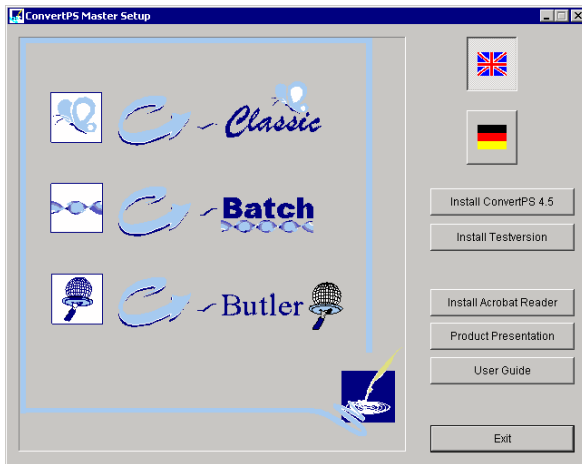 ConvertPS Master Setup
Classic
Batch
Butler
Install ConvertPS 4.5
Install Testversion
Install Acrobat Reader
Product Presentation
User Guide
Exit